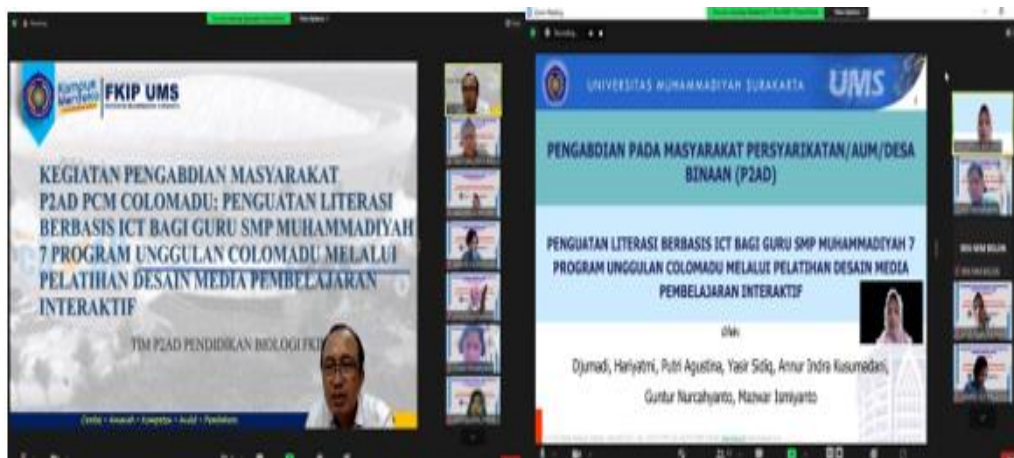 Kampus
Merdeka
FKIP UMS
KEGIATAN PENGABDIAN MASYARAKAT
P2AD PCM COLOMADU: PENGUATAN LITERASI
BERBASIS ICT BAGI GURU SMP MUHAMMADIYAH
7 PROGRAM UNGGULAN COLOMADU MELALUI
PELATIHAN DESAIN MEDIA PEMBELAJARAN
INTERAKTIF
TIM P2AD PENDIDIKAN BIOLOGI FKIP
UNIVERSITAS MUHAMMADIYAH SURAKARTA
UMS
PENGABDIAN PADA MASYARAKAT PERSYARIKATAN/AUM/DESA
BINAAN (P2AD)
PENGUATAN LITERASI BERBASIS ICT BAGI GURU SMP MUHAMMADIYAH 7
PROGRAM UNGGULAN COLOMADU MELALUI PELATIHAN DESAIN MEDIA
PEMBELAJARAN INTERAKTIF
Oleh:
Djumadi, Hariyatmi, Putri Agustina, Yasir Sidiq, Annur Indra Kusumadani,
Guntur Nurcahyanto, Mazwar Ismiyanto